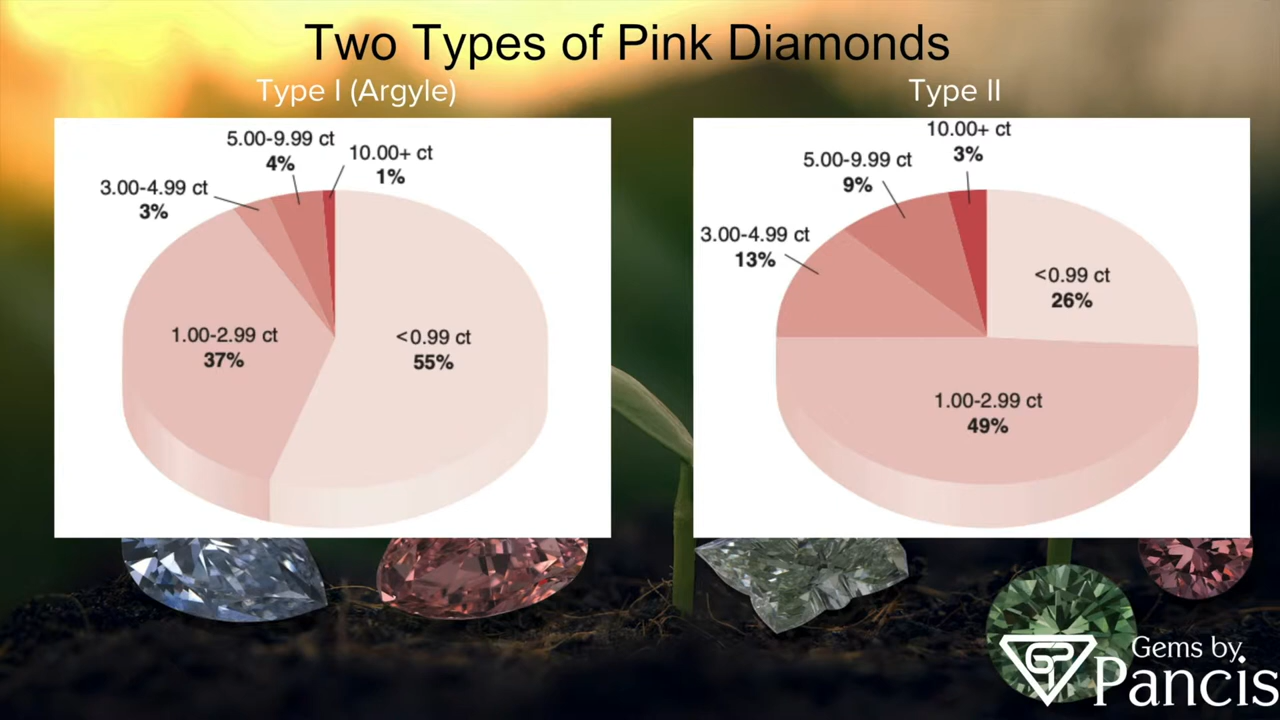 Two Types of Pink Diamonds
Type I (Argyle)
5.00-9.99 ct
4%
10.00+ ct
1%
3.00-4.99 ct
3%
1.00-2.99 ct
37%
<0.99 ct
55%
Type II
10.00+ ct
3%
5.00-9.99 ct
9%
3.00-4.99 ct
13%
<0.99 ct
26%
1.00-2.99 ct
49%
GP
Gems by
Pancis